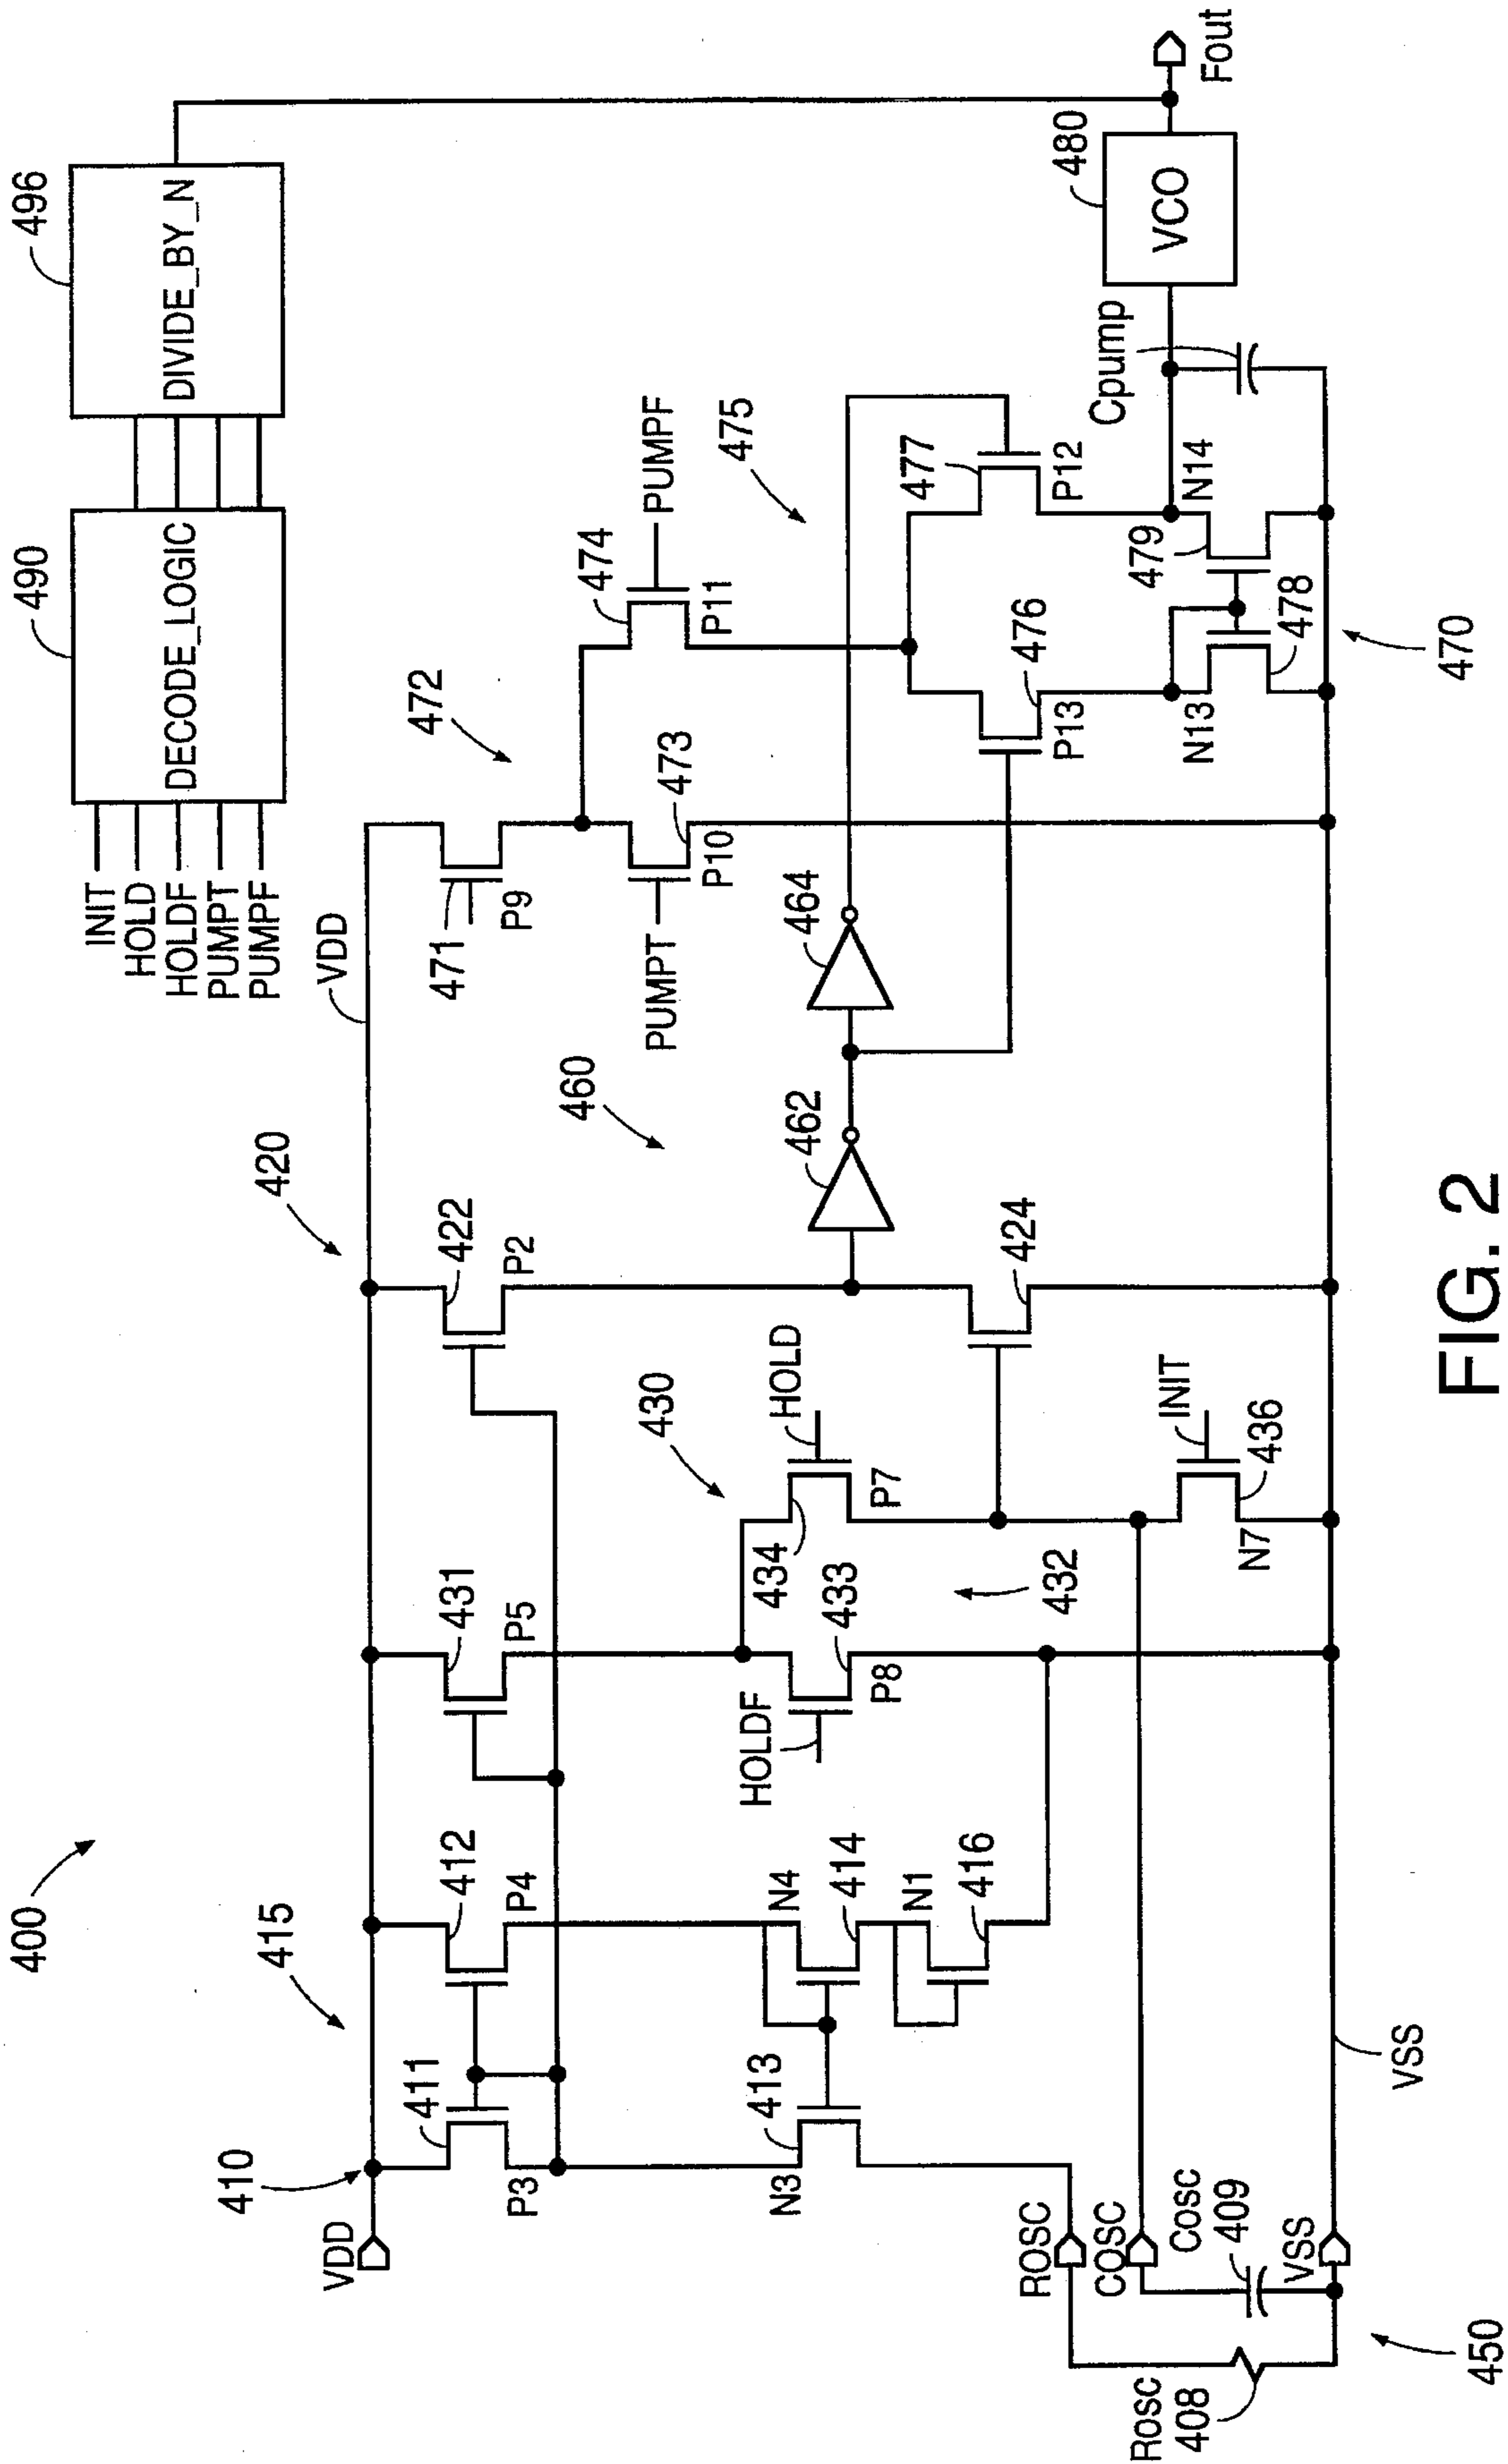 400
410
415
420
VDD
VDD
411
P3
412
P4
431
P5
422
P2
413
N3
N4
414
N1
416
430
HOLDF
433
P8
434
HOLD
P7
432
INIT
436
N7
424
460
462
464
ROSC
COSC
Cosc
409
VSS
VSS
Rosc
408
450
INIT
HOLD
HOLDF
PUMPT
PUMPF
490
DECODE_LOGIC
496
DIVIDE_BY_N
471
P9
472
PUMPT
473
P10
474
PUMPF
P11
475
476
P13
477
P12
N13
478
479
N14
470
Cpump
480
VCO
Fout
FIG. 2